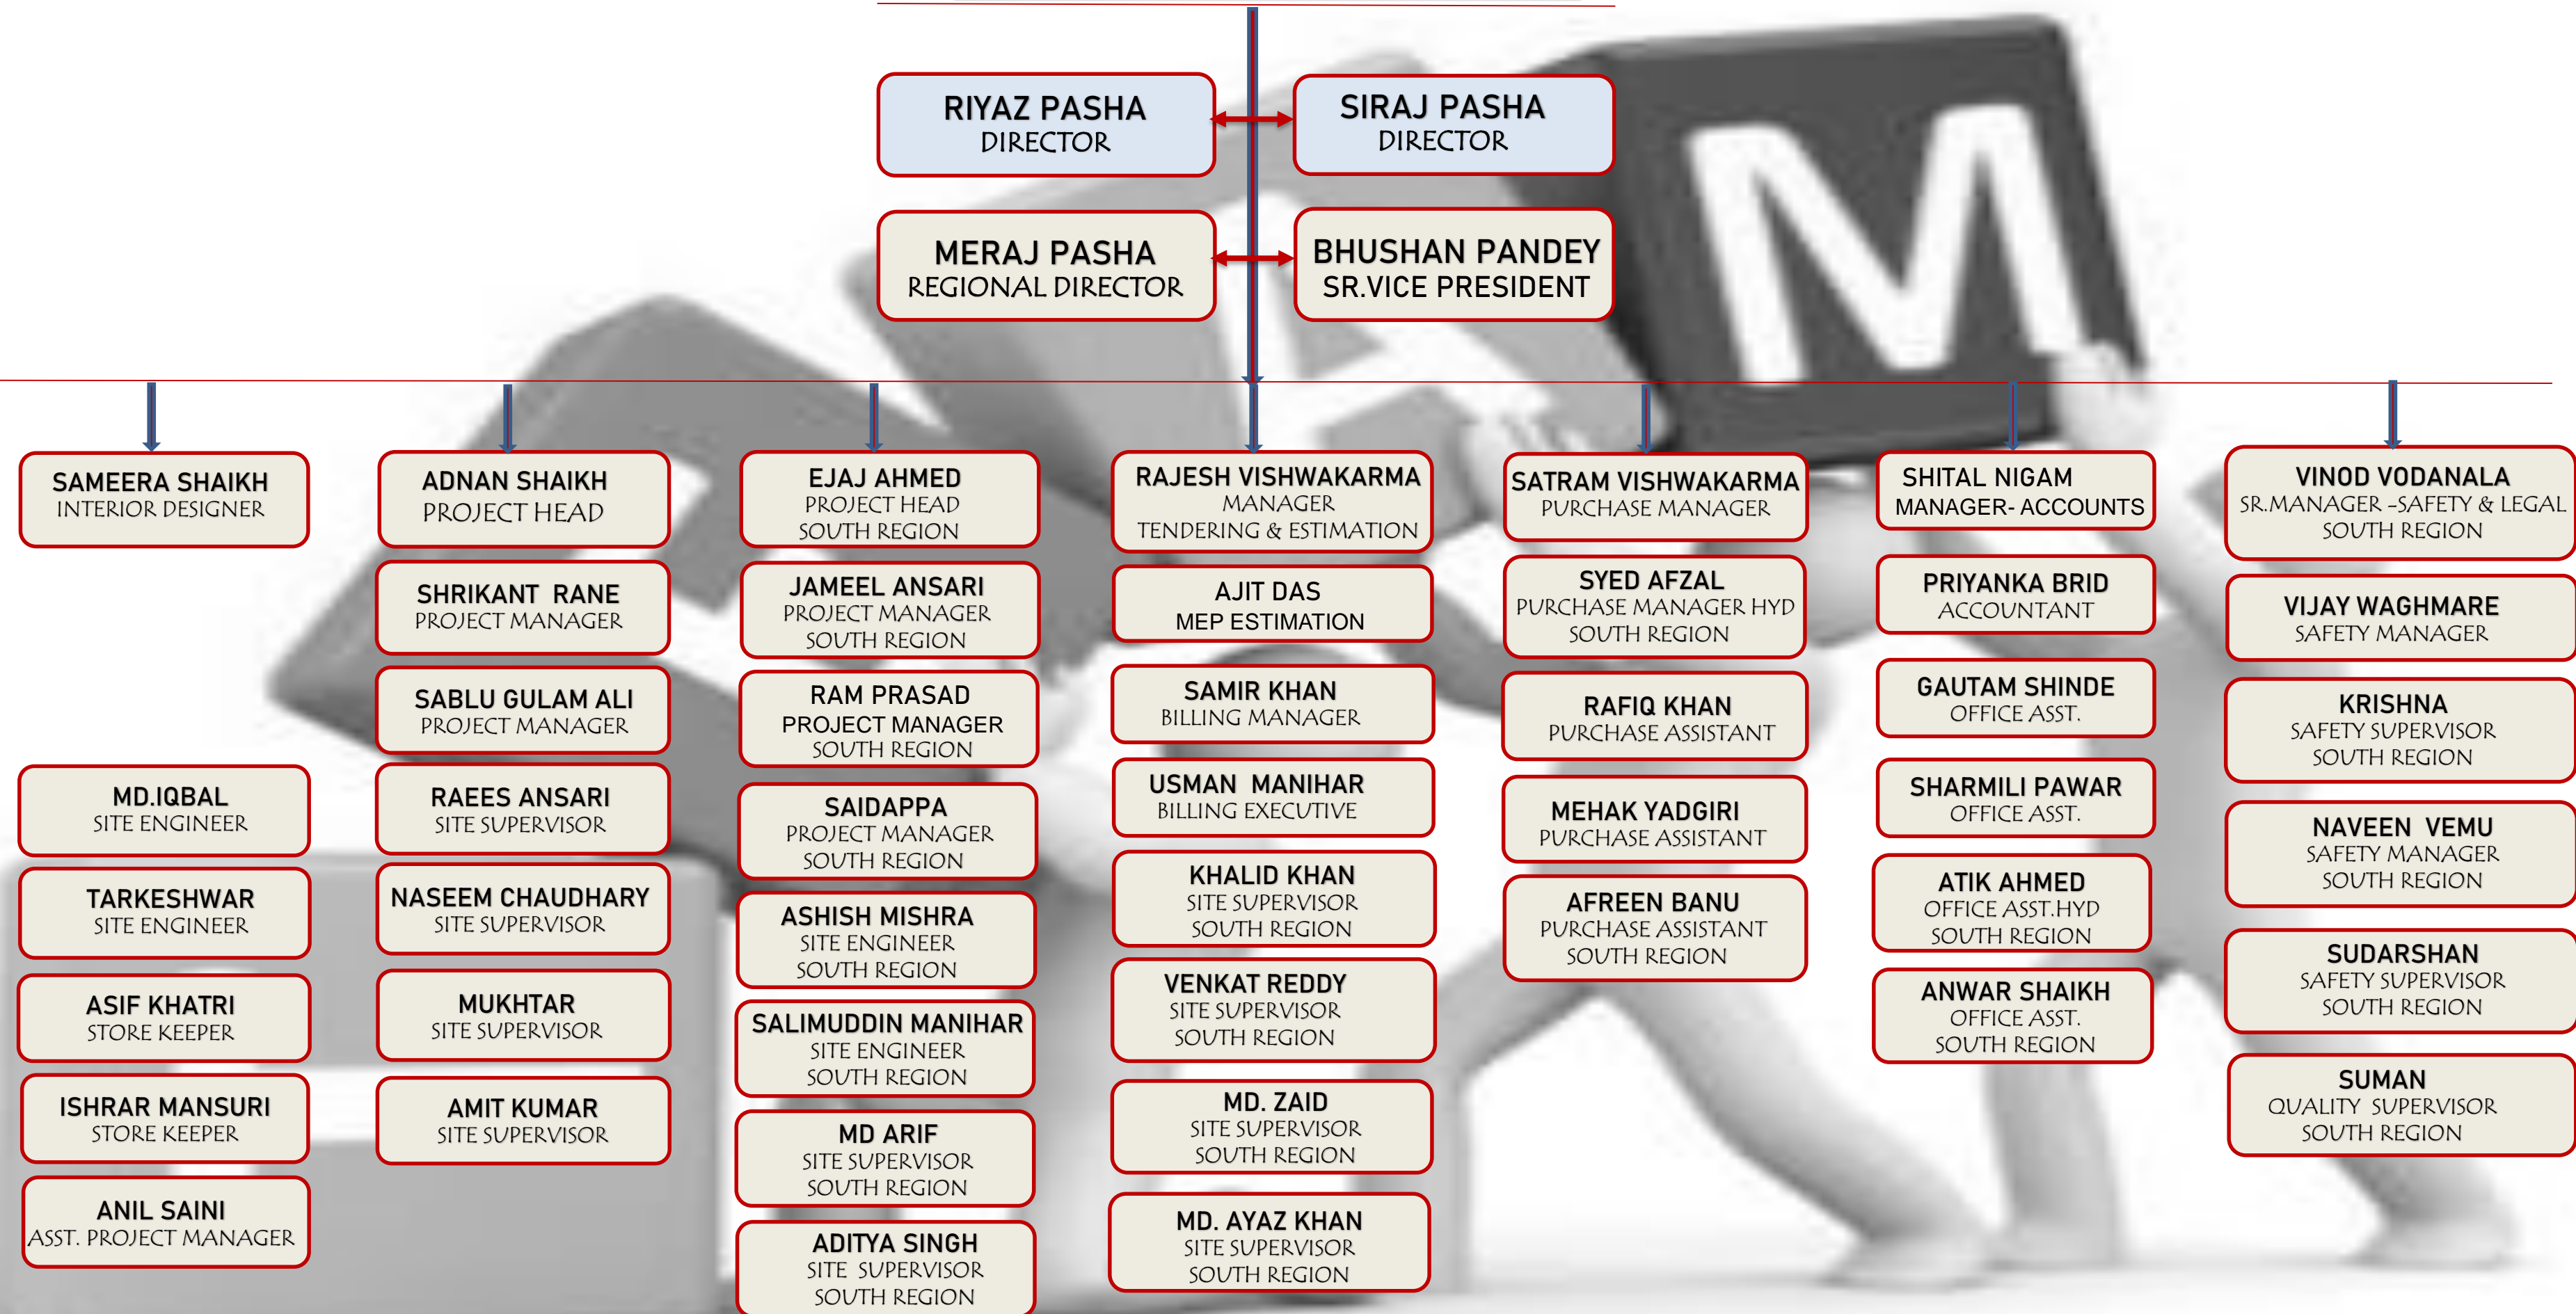 RIYAZ PASHA
DIRECTOR
SIRAJ PASHA
DIRECTOR
MERAJ PASHA
REGIONAL DIRECTOR
BHUSHAN PANDEY
SR.VICE PRESIDENT
M
SAMEERA SHAIKH
INTERIOR DESIGNER
MD.IQBAL
SITE ENGINEER
TARKESHWAR
SITE ENGINEER
ASIF KHATRI
STORE KEEPER
ISHRAR MANSURI
STORE KEEPER
ANIL SAINI
ASST. PROJECT MANAGER
ADNAN SHAIKH
PROJECT HEAD
SHRIKANT RANE
PROJECT MANAGER
SABLU GULAM ALI
PROJECT MANAGER
RAEES ANSARI
SITE SUPERVISOR
NASEEM CHAUDHARY
SITE SUPERVISOR
MUKHTAR
SITE SUPERVISOR
AMIT KUMAR
SITE SUPERVISOR
EJAJ AHMED
PROJECT HEAD
SOUTH REGION
JAMEEL ANSARI
PROJECT MANAGER
SOUTH REGION
RAM PRASAD
PROJECT MANAGER
SOUTH REGION
SAIDAPPA
PROJECT MANAGER
SOUTH REGION
ASHISH MISHRA
SITE ENGINEER
SOUTH REGION
SALIMUDDIN MANIHAR
SITE ENGINEER
SOUTH REGION
MD ARIF
SITE SUPERVISOR
SOUTH REGION
ADITYA SINGH
SITE SUPERVISOR
SOUTH REGION
RAJESH VISHWAKARMA
MANAGER
TENDERING & ESTIMATION
AJIT DAS
MEP ESTIMATION
SAMIR KHAN
BILLING MANAGER
USMAN MANIHAR
BILLING EXECUTIVE
KHALID KHAN
SITE SUPERVISOR
SOUTH REGION
VENKAT REDDY
SITE SUPERVISOR
SOUTH REGION
MD. ZAID
SITE SUPERVISOR
SOUTH REGION
MD. AYAZ KHAN
SITE SUPERVISOR
SOUTH REGION
SATRAM VISHWAKARMA
PURCHASE MANAGER
SYED AFZAL
PURCHASE MANAGER HYD
SOUTH REGION
RAFIQ KHAN
PURCHASE ASSISTANT
MEHAK YADGIRI
PURCHASE ASSISTANT
AFREEN BANU
PURCHASE ASSISTANT
SOUTH REGION
SHITAL NIGAM
MANAGER- ACCOUNTS
PRIYANKA BRID
ACCOUNTANT
GAUTAM SHINDE
OFFICE ASST.
SHARMILI PAWAR
OFFICE ASST.
ATIK AHMED
OFFICE ASST.HYD
SOUTH REGION
ANWAR SHAIKH
OFFICE ASST.
SOUTH REGION
VINOD VODANALA
SR.MANAGER -SAFETY & LEGAL
SOUTH REGION
VIJAY WAGHMARE
SAFETY MANAGER
KRISHNA
SAFETY SUPERVISOR
SOUTH REGION
NAVEEN VEMU
SAFETY MANAGER
SOUTH REGION
SUDARSHAN
SAFETY SUPERVISOR
SOUTH REGION
SUMAN
QUALITY SUPERVISOR
SOUTH REGION